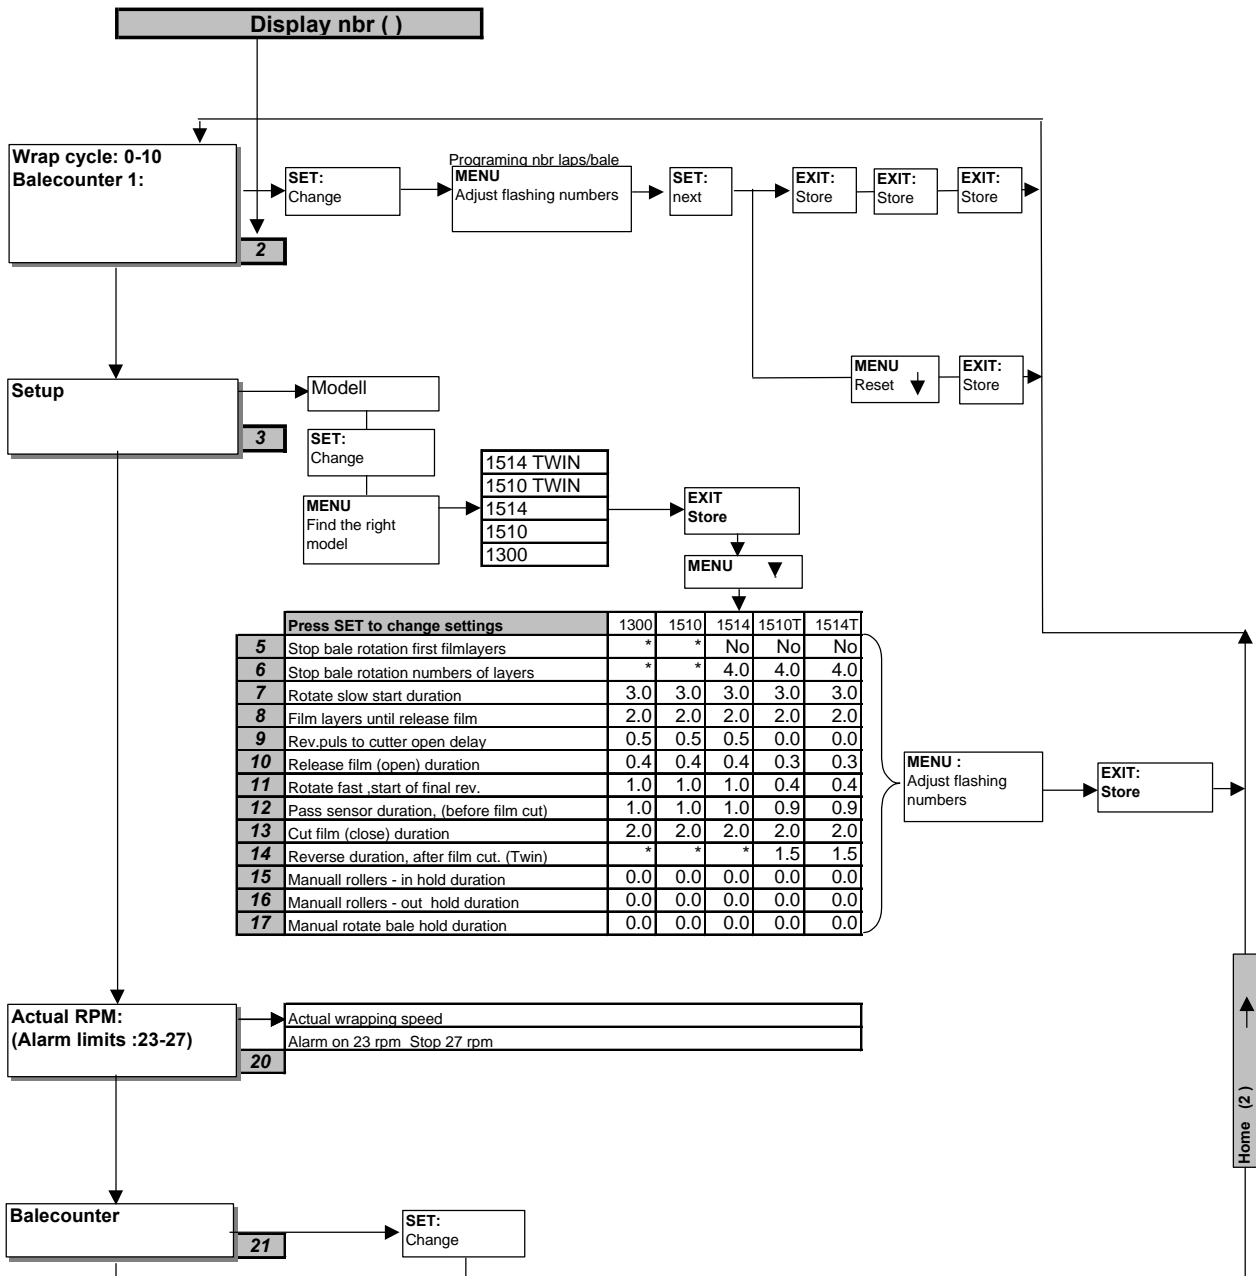 Display nbr ( )
Wrap cycle: 0-10
Balecounter 1:
2
SET:
Change
Programing nbr laps/bale
MENU
Adjust flashing numbers
SET:
next
EXIT:
Store
EXIT:
Store
EXIT:
Store
MENU
Reset
EXIT:
Store
Setup
3
Modell
SET:
Change
MENU
Find the right
model
1514 TWIN
1510 TWIN
1514
1510
1300
EXIT
Store
MENU
Press SET to change settings 1300 1510 1514 1510T 1514T
5 Stop bale rotation first filmlayers * * No No No
6 Stop bale rotation numbers of layers * * 4.0 4.0 4.0
7 Rotate slow start duration 3.0 3.0 3.0 3.0 3.0
8 Film layers until release film 2.0 2.0 2.0 2.0 2.0
9 Rev.puls to cutter open delay 0.5 0.5 0.5 0.0 0.0
10 Release film (open) duration 0.4 0.4 0.4 0.3 0.3
11 Rotate fast ,start of final rev. 1.0 1.0 1.0 0.4 0.4
12 Pass sensor duration, (before film cut) 1.0 1.0 1.0 0.9 0.9
13 Cut film (close) duration 2.0 2.0 2.0 2.0 2.0
14 Reverse duration, after film cut. (Twin) * * * 1.5 1.5
15 Manuall rollers - in hold duration 0.0 0.0 0.0 0.0 0.0
16 Manuall rollers - out hold duration 0.0 0.0 0.0 0.0 0.0
17 Manual rotate bale hold duration 0.0 0.0 0.0 0.0 0.0
MENU :
Adjust flashing
numbers
EXIT:
Store
Actual RPM:
(Alarm limits :23-27)
20
Actual wrapping speed
Alarm on 23 rpm Stop 27 rpm
Home (2 )
Balecounter
21
SET:
Change